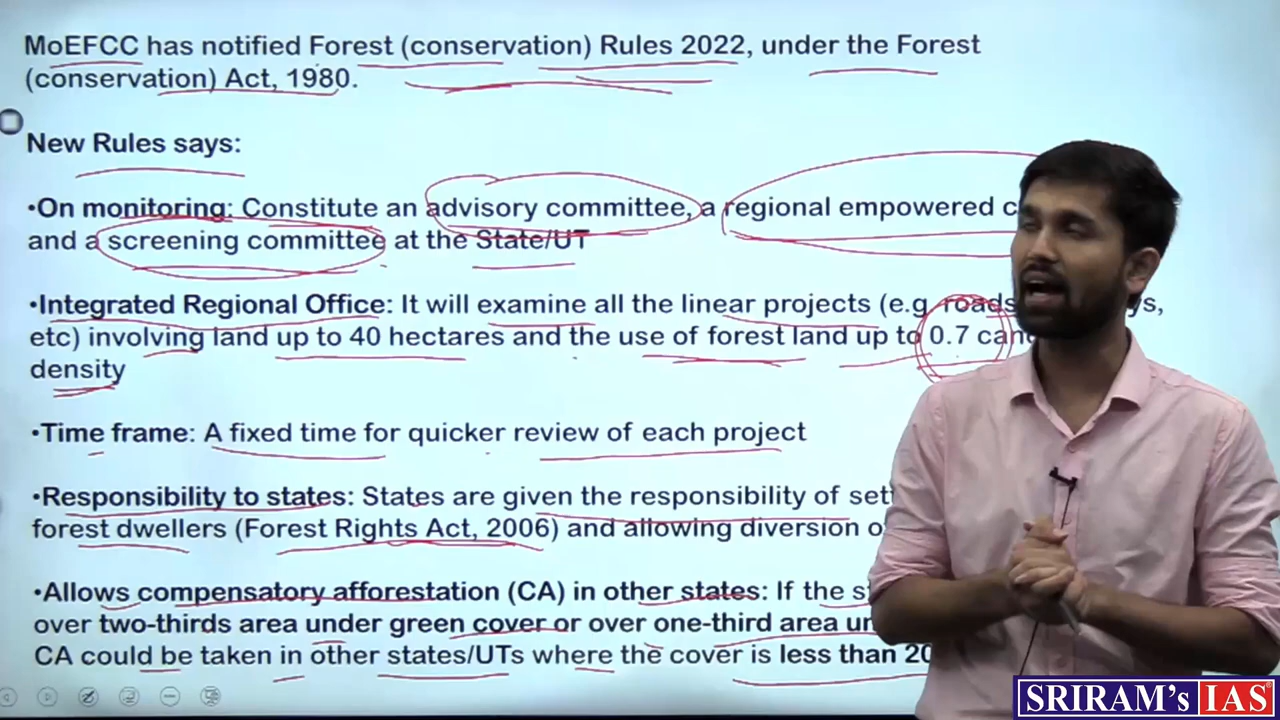 MoEFCC has notified Forest (conservation) Rules 2022, under the Forest
(conservation) Act, 1980.
New Rules says:
•On monitoring: Constitute an advisory committee, a regional empowered
and a screening committee at the State/UT
•Integrated Regional Office: It will examine all the linear projects (e.g. roads
etc) involving land up to 40 hectares and the use of forest land up to 0.7
density
•Time frame: A fixed time for quicker review of each project
•Responsibility to states: States are given the responsibility of
forest dwellers (Forest Rights Act, 2006) and allowing diversion
•Allows compensatory afforestation (CA) in other states: If the
over two-thirds area under green cover or over one-third area
CA could be taken in other states/UTs where the cover is less than
SRIRAM's IAS